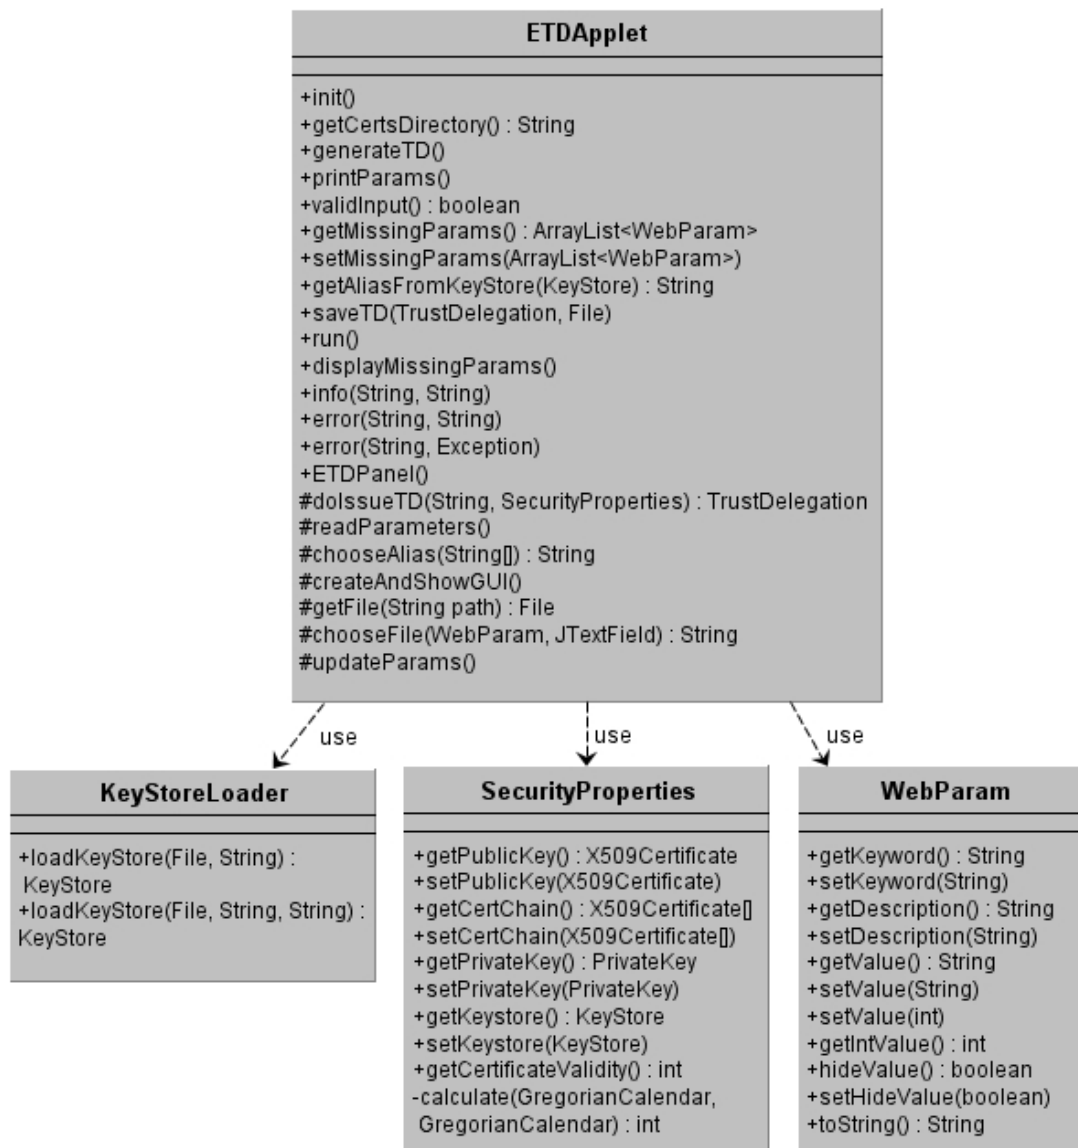 ETDApplet
+init()
+getCertsDirectory() : String
+generateTD()
+printParams()
+validInput() : boolean
+getMissingParams() : ArrayList<WebParam>
+setMissingParams(ArrayList<WebParam>)
+getAliasFromKeyStore(KeyStore) : String
+saveTD(TrustDelegation, File)
+run()
+displayMissingParams()
+info(String, String)
+error(String, String)
+error(String, Exception)
+ETDPanel()
#doIssueTD(String, SecurityProperties) : TrustDelegation
#readParameters()
#chooseAlias(String[]) : String
#createAndShowGUI()
#getFile(String path) : File
#chooseFile(WebParam, JTextField) : String
#updateParams()
use
use
use
KeyStoreLoader
+loadKeyStore(File, String) :
KeyStore
+loadKeyStore(File, String, String) :
KeyStore
SecurityProperties
+getPublicKey() : X509Certificate
+setPublicKey(X509Certificate)
+getCertChain() : X509Certificate[]
+setCertChain(X509Certificate[])
+getPrivateKey() : PrivateKey
+setPrivateKey(PrivateKey)
+getKeystore() : KeyStore
+setKeystore(KeyStore)
+getCertificateValidity() : int
-calculate(GregorianCalendar,
GregorianCalendar) : int
WebParam
+getKeyword() : String
+setKeyword(String)
+getDescription() : String
+setDescription(String)
+getValue() : String
+setValue(String)
+setValue(int)
+getIntValue() : int
+hideValue() : boolean
+setHideValue(boolean)
+toString() : String